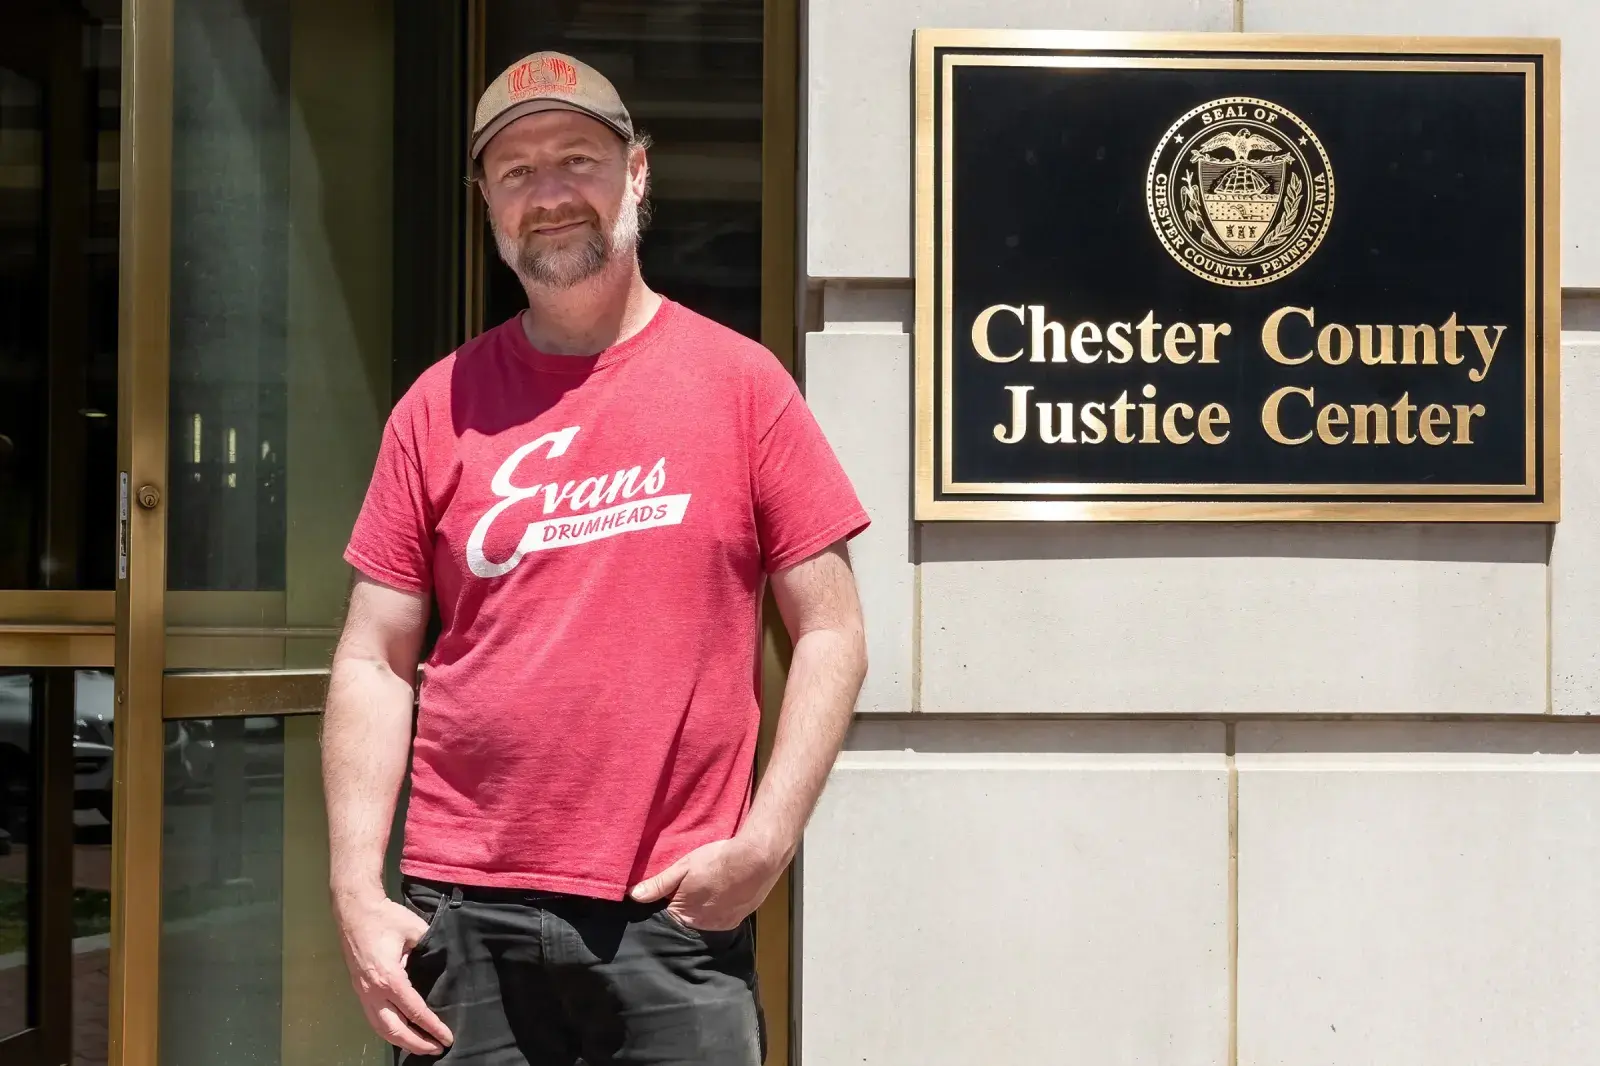 Evans
DRUMHEADS
SEAL OF
CHESTER COUNTY, PENNSYLVANIA
Chester County
Justice Center